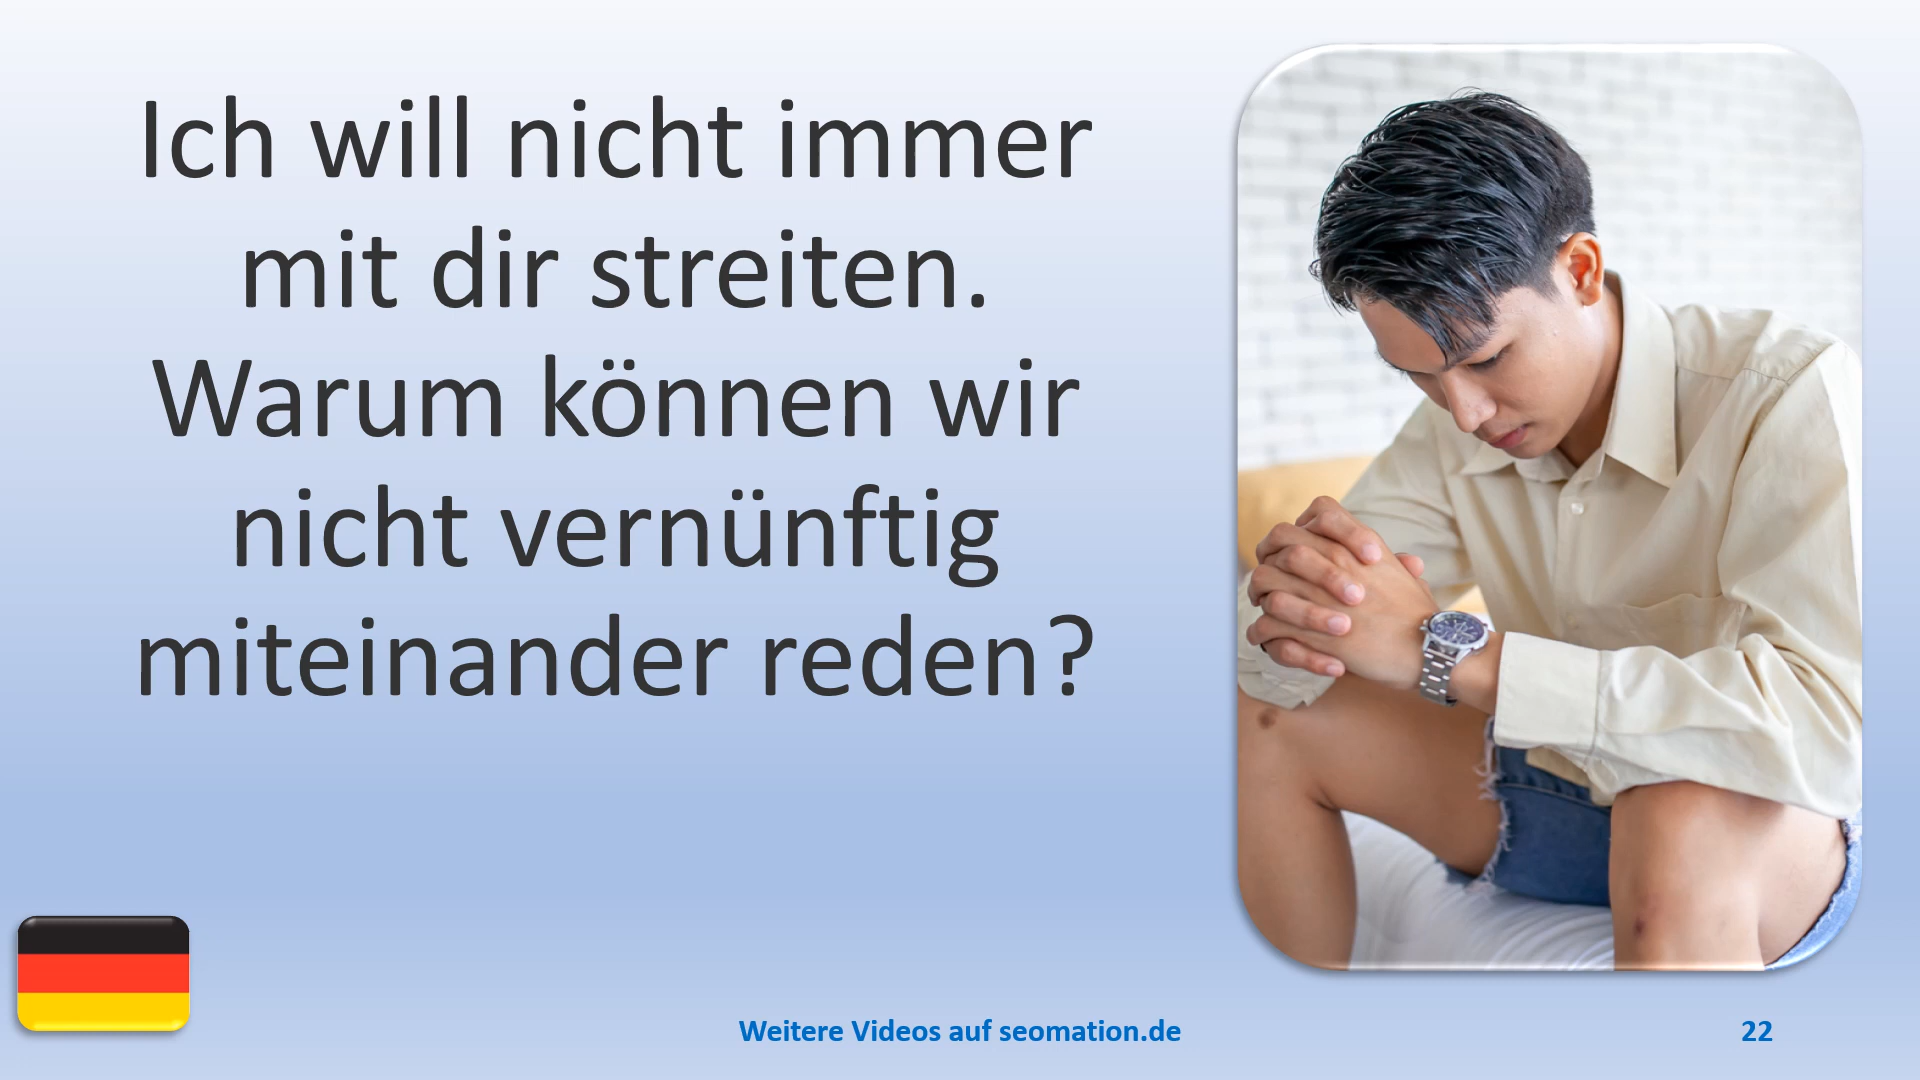 Ich will nicht immer
mit dir streiten.
Warum können wir
nicht vernünftig
miteinander reden?
Weitere Videos auf seomation.de
22